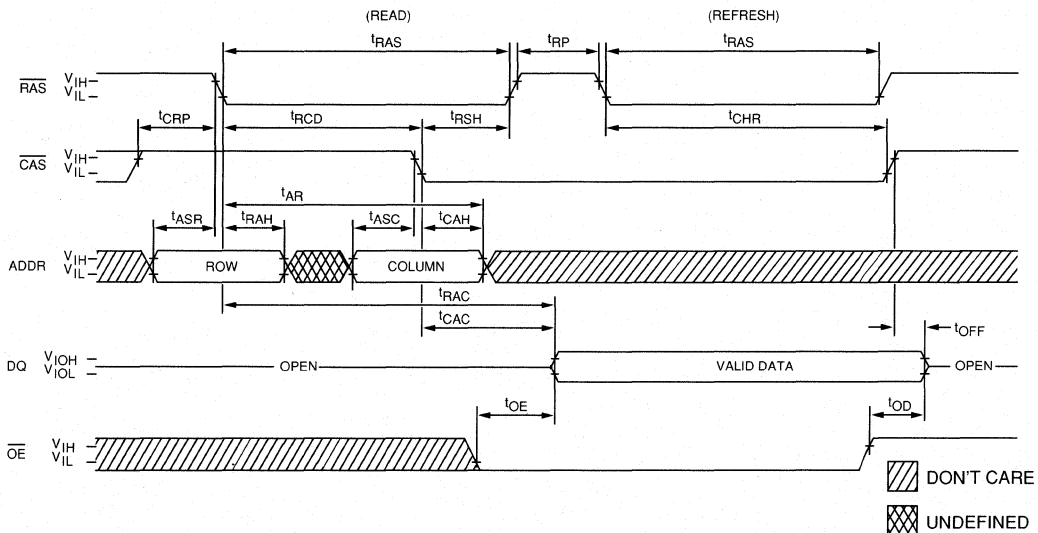 (READ) (REFRESH)
tRAS tRP tRAS
RAS VIH
VIL
tCRP tRCD tRSH tCHR
CAS VIH
VIL
tAR
tASR tRAH tASC tCAH
ADDR VIH
VIL
ROW COLUMN
tRAC
tCAC
tOFF
DQ VIOH
VIOL
OPEN VALID DATA OPEN
tOE tOD
OE VIH
VIL
DON'T CARE
UNDEFINED